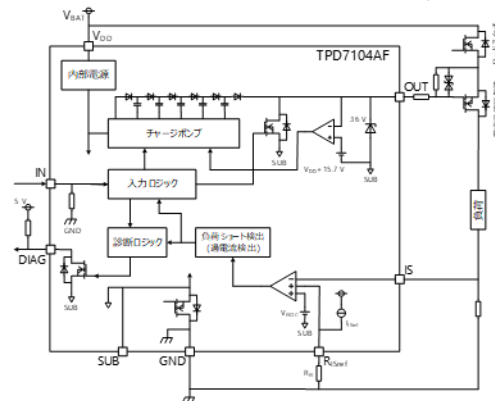 VBAT
VDD
TPD7104AF
内部電源
OUT
チャージポンプ
36 V
SUB
VDD+15.7 V
SUB
IN
入力ロジック
5 V
GND
負荷
診断ロジック
負荷ショート検出
(過電流検出)
DIAG
IS
SUB
SUB
SUB
GND
RISref